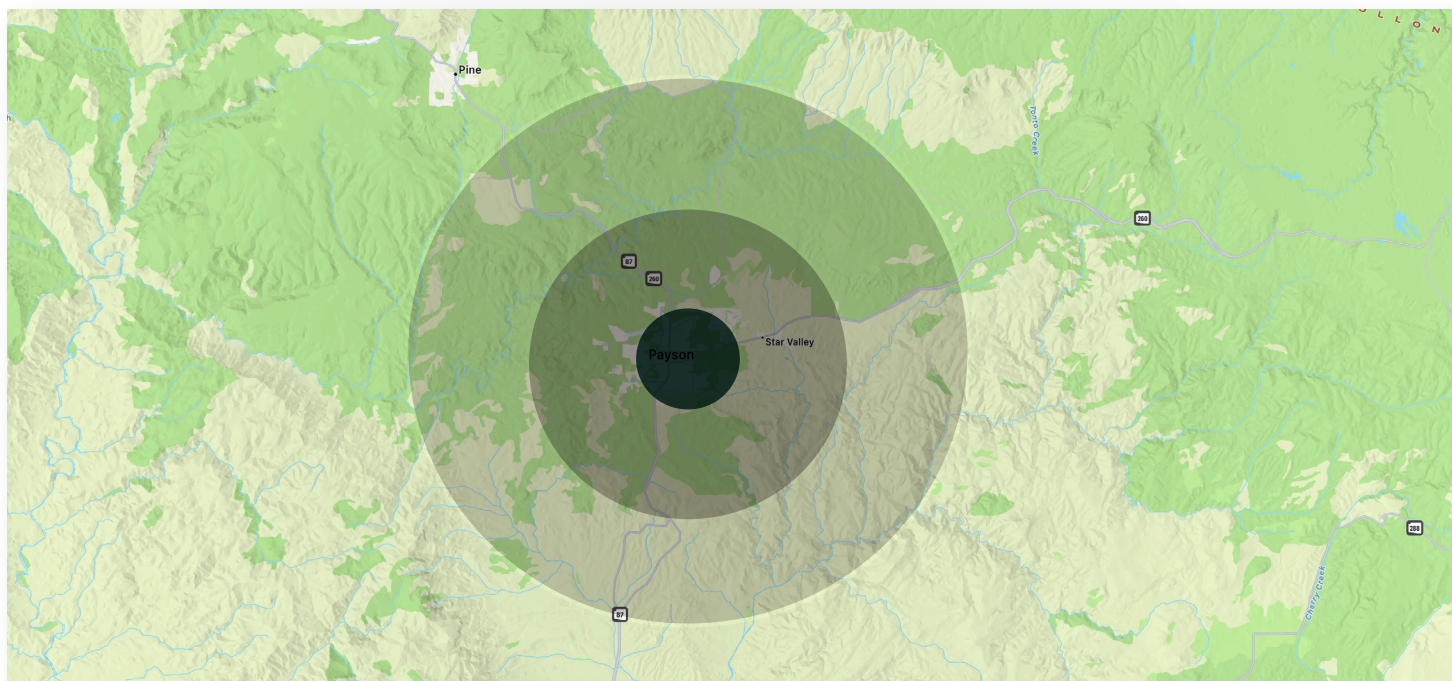 O L L O N
Pine
Tonto Creek
260
87
260
Star Valley
Payson
288
Cherry Creek
87